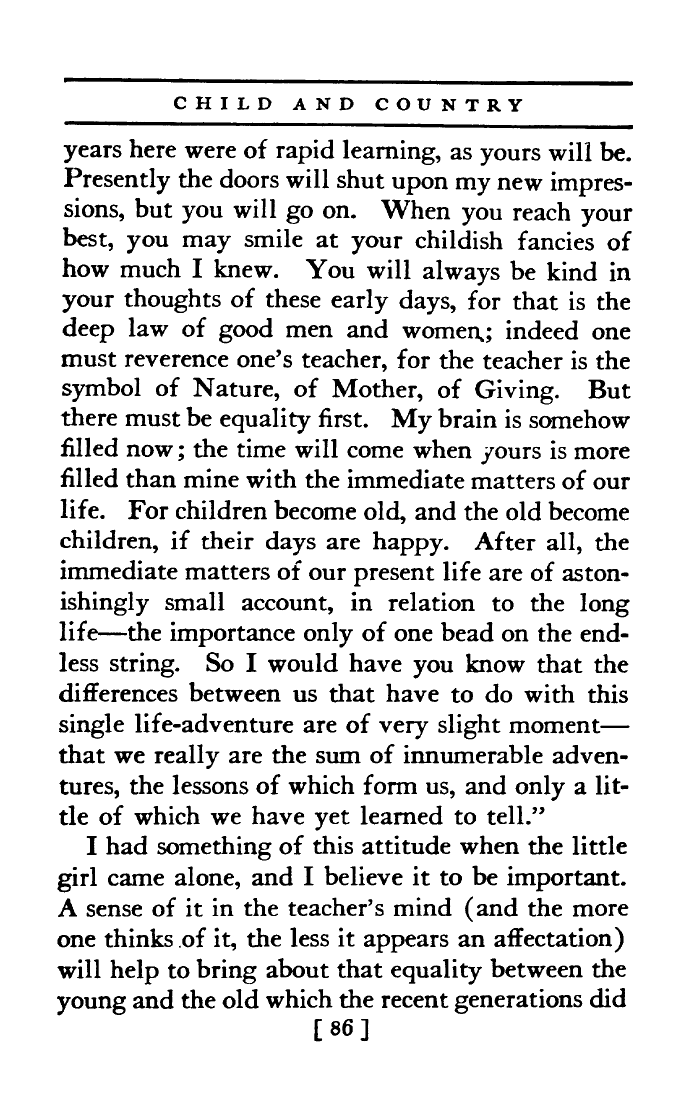 CHILD AND COUNTRY
years here were of rapid learning, as yours will be.
Presently the doors will shut upon my new impres-
sions, but you will go on. When you reach your
best, you may smile at your childish fancies of
how much I knew. You will always be kind in
your thoughts of these early days, for that is the
deep law of good men and women; indeed one
must reverence one's teacher, for the teacher is the
symbol of Nature, of Mother, of Giving. But
there must be equality first. My brain is somehow
filled now; the time will come when yours is more
filled than mine with the immediate matters of our
life. For children become old, and the old become
children, if their days are happy. After all, the
immediate matters of our present life are of aston-
ishingly small account, in relation to the long
life—the importance only of one bead on the end-
less string. So I would have you know that the
differences between us that have to do with this
single life-adventure are of very slight moment—
that we really are the sum of innumerable adven-
tures, the lessons of which form us, and only a lit-
tle of which we have yet learned to tell."
I had something of this attitude when the little
girl came alone, and I believe it to be important.
A sense of it in the teacher's mind (and the more
one thinks of it, the less it appears an affectation)
will help to bring about that equality between the
young and the old which the recent generations did
[ 86 ]